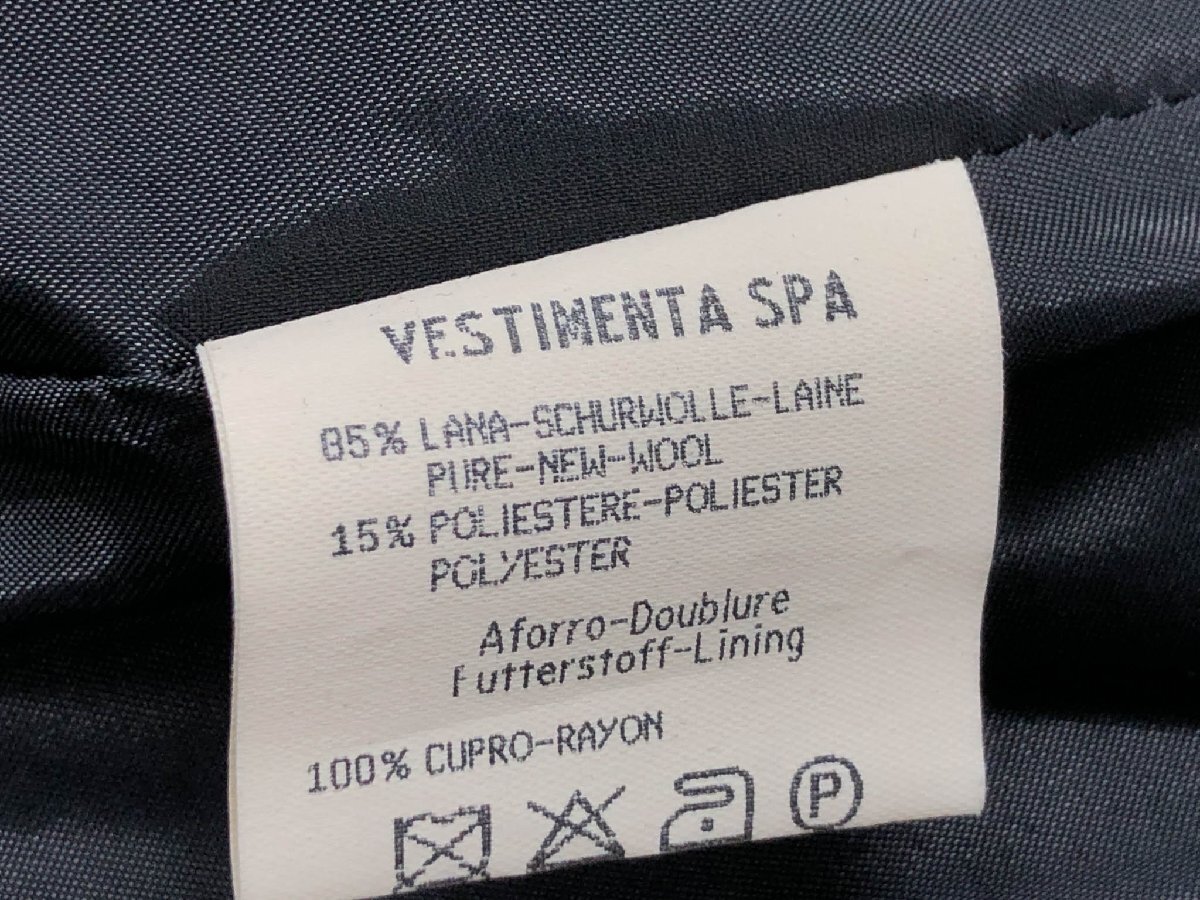 VESTIMENTA SPA
85% LANA-SCHURWOLLE-LAINE
PURE-NEW-WOOL
15% POLIESTERE-POLIESTER
POLYESTER
Aforro-Doublure
Futterstoff-Lining
100% CUPRO-RAYON
P